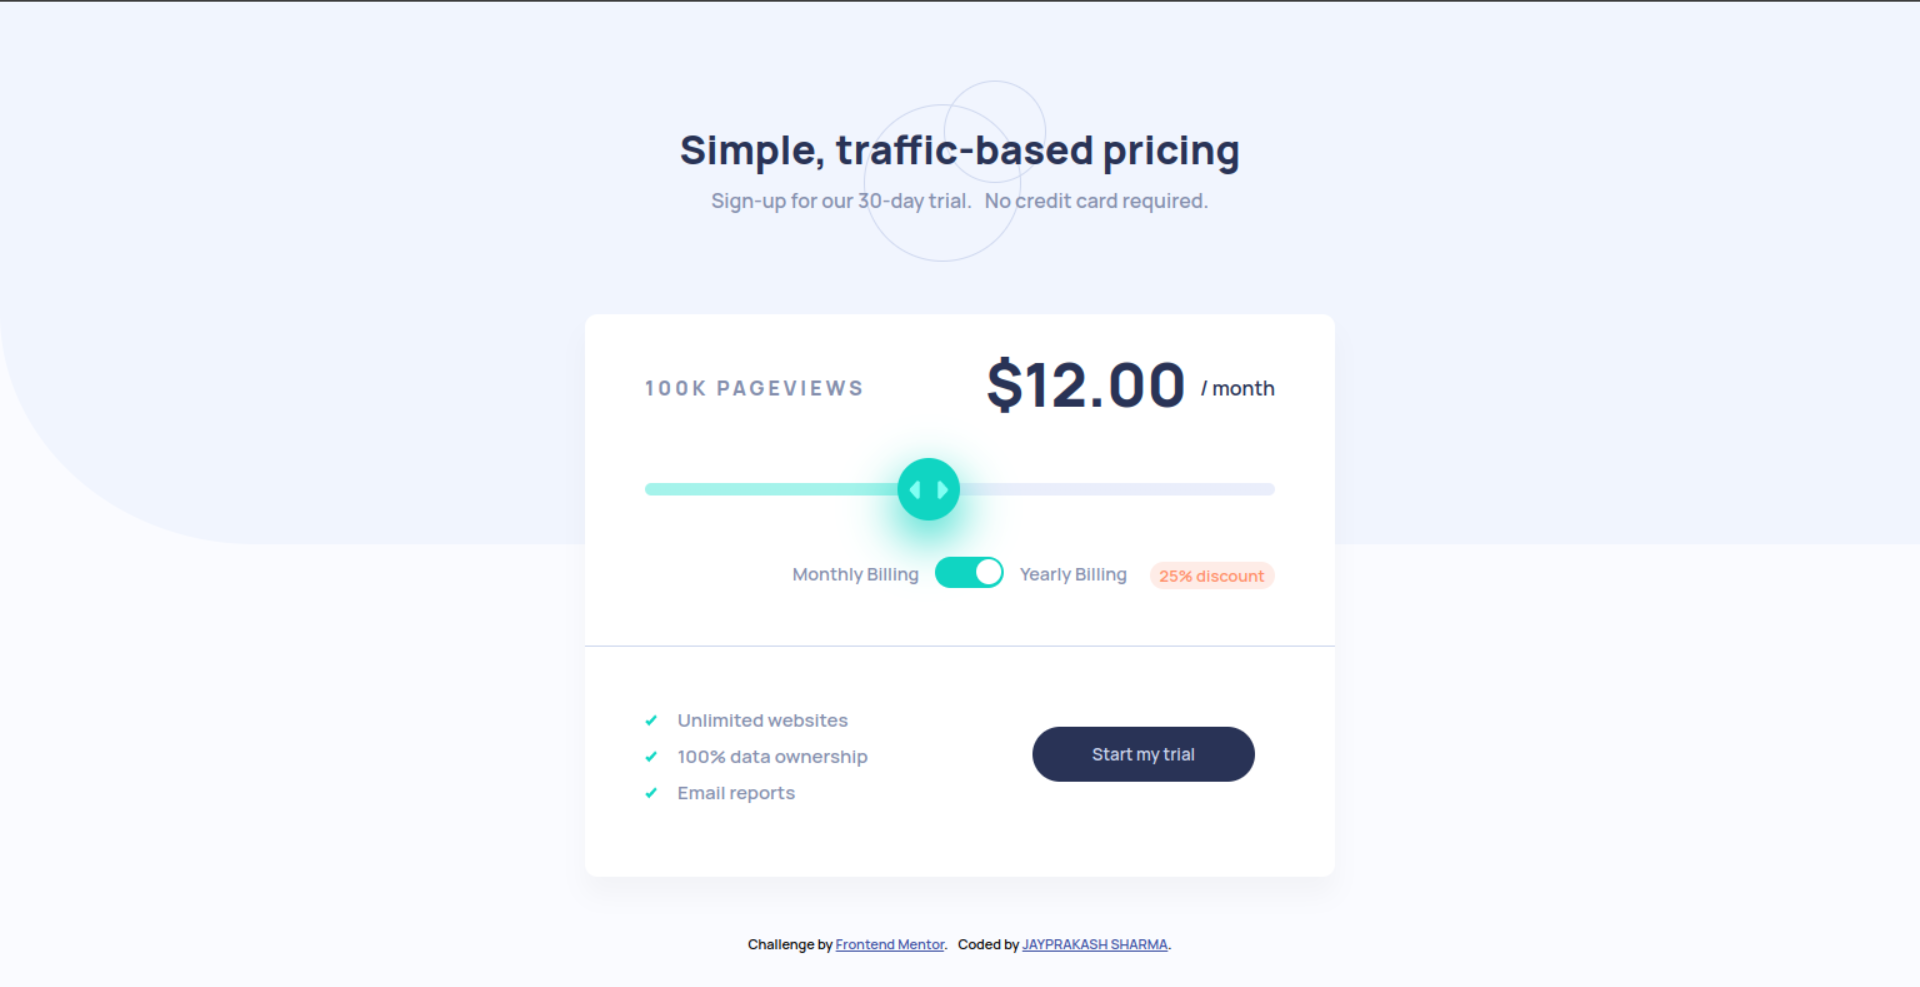 Simple, traffic-based pricing
Sign-up for our 30-day trial. No credit card required.
100K PAGEVIEWS
$12.00 / month
Monthly Billing Yearly Billing 25% discount
Unlimited websites
100% data ownership
Email reports
Start my trial
Challenge by Frontend Mentor. Coded by JAYPRAKASH SHARMA.